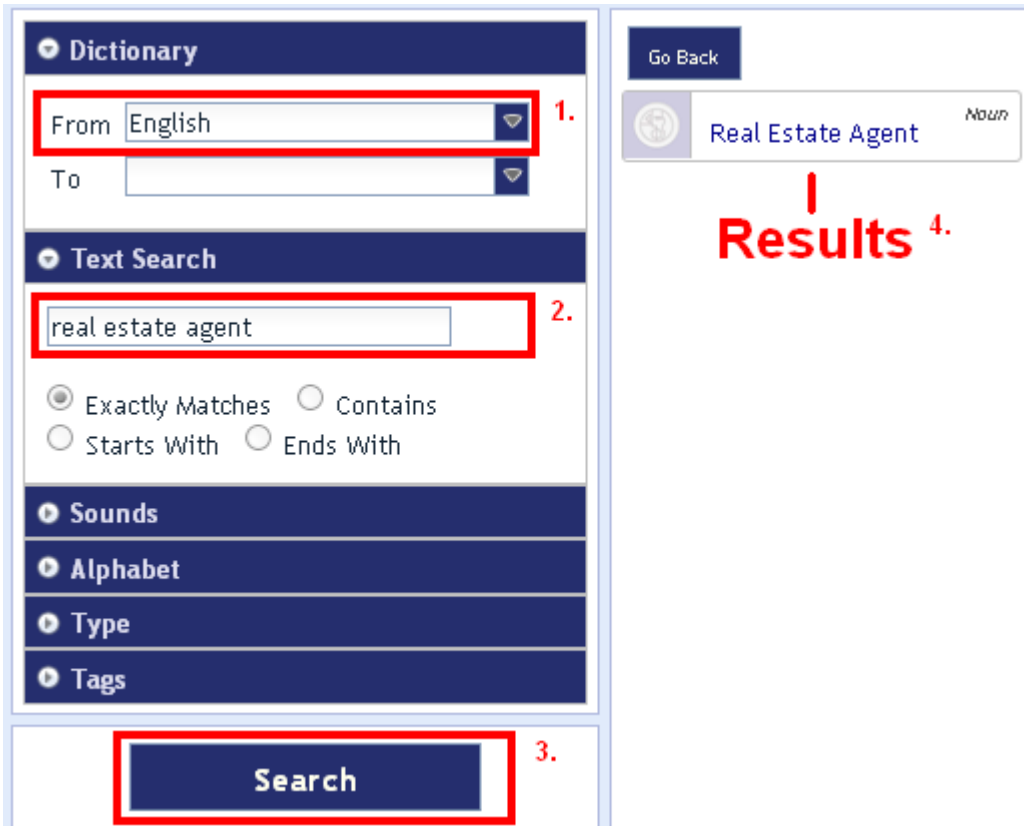 Dictionary
From English 1.
To
Text Search
real estate agent 2.
Exactly Matches Contains
Starts With Ends With
Sounds
Alphabet
Type
Tags
Search 3.
Go Back
Noun
Real Estate Agent
Results 4.